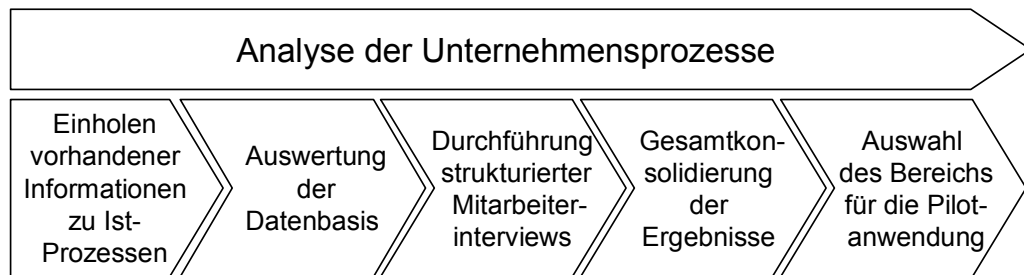 Analyse der Unternehmensprozesse
Einholen
vorhandener
Informationen
zu Ist-
Prozessen
Auswertung
der
Datenbasis
Durchführung
strukturierter
Mitarbeiter-
interviews
Gesamtkon-
solidierung
der
Ergebnisse
Auswahl
des Bereichs
für die Pilot-
anwendung